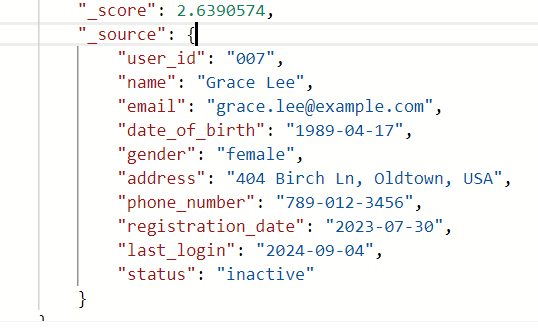 "_score": 2.6390574,
"_source": {
"user_id": "007",
"name": "Grace Lee",
"email": "grace.lee@example.com",
"date_of_birth": "1989-04-17",
"gender": "female",
"address": "404 Birch Ln, Oldtown, USA",
"phone_number": "789-012-3456",
"registration_date": "2023-07-30",
"last_login": "2024-09-04",
"status": "inactive"
}
}